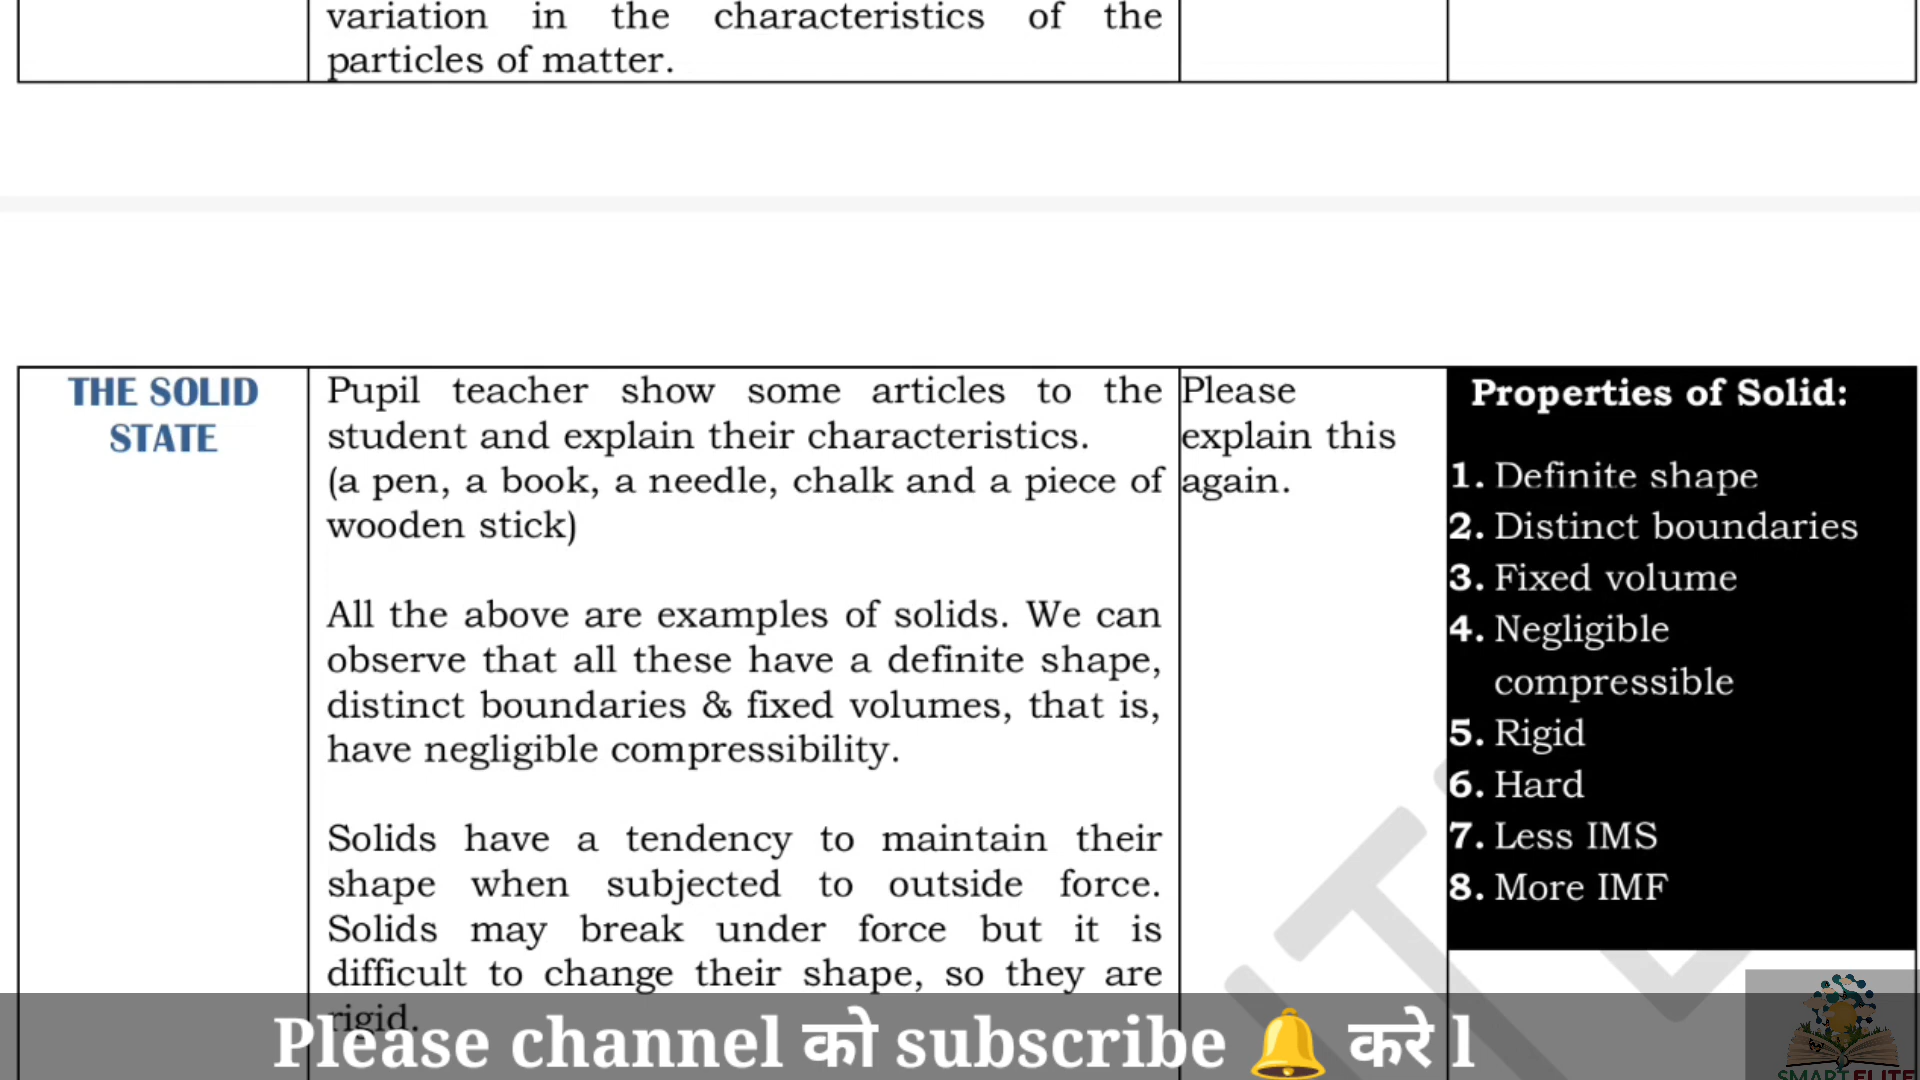 variation in the characteristics of the
particles of matter.
THE SOLID
STATE
Pupil teacher show some articles to the
student and explain their characteristics.
(a pen, a book, a needle, chalk and a piece of
wooden stick)
All the above are examples of solids. We can
observe that all these have a definite shape,
distinct boundaries & fixed volumes, that is,
have negligible compressibility.
Solids have a tendency to maintain their
shape when subjected to outside force.
Solids may break under force but it is
difficult to change their shape, so they are
rigid.
Please
explain this
again.
Properties of Solid:
1. Definite shape
2. Distinct boundaries
3. Fixed volume
4. Negligible
compressible
5. Rigid
6. Hard
7. Less IMS
8. More IMF
Please channel को subscribe 🔔 करे l
SMART ELITE